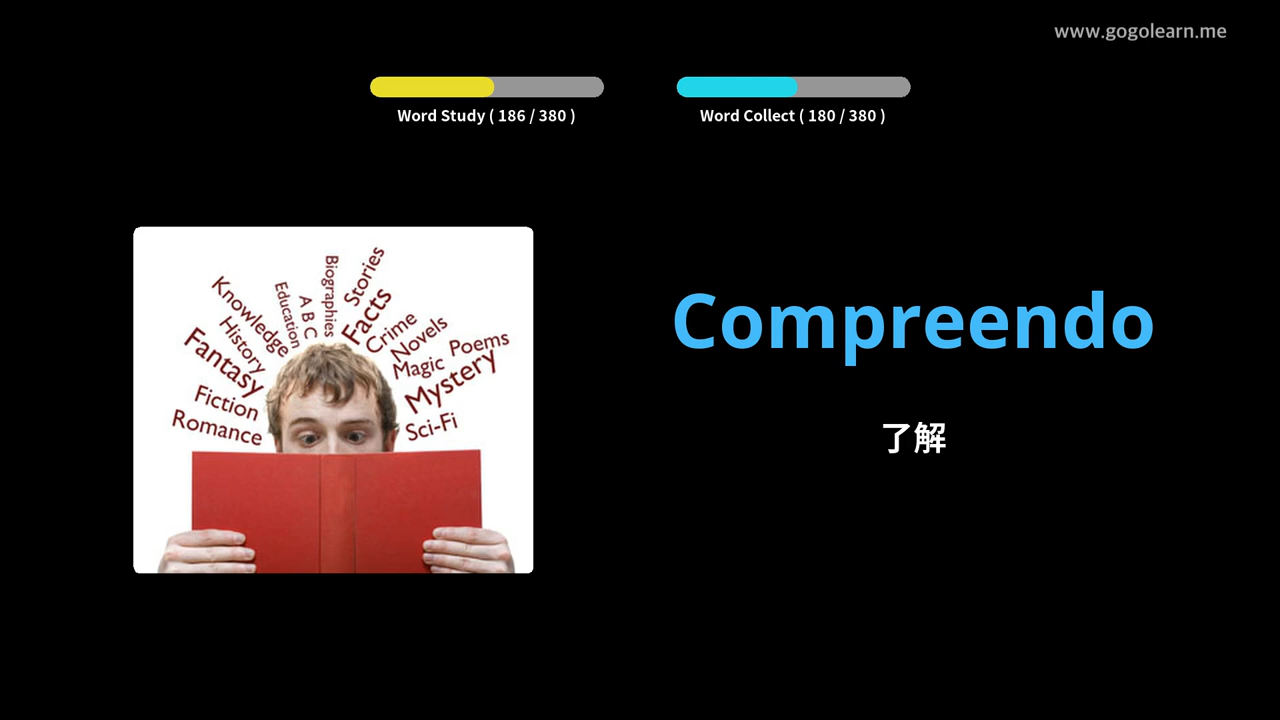 www.gogolearn.me
Word Study ( 186 / 380 )
Word Collect ( 180 / 380 )
Compreendo
了解
Biographies
Stories
Education
A B C
Facts
Knowledge
History
Crime
Novels
Poems
Fantasy
Magic
Mystery
Fiction
Romance
Sci-Fi